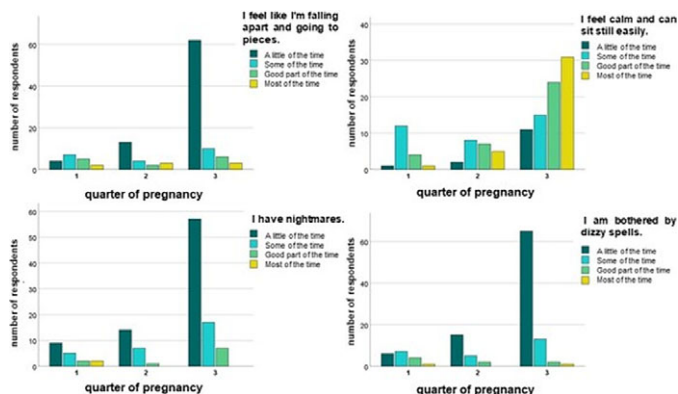 I feel like I'm falling
apart and going to
pieces.
A little of the time
Some of the time
Good part of the time
Most of the time
60
40
20
0
number of respondents
1 2 3
quarter of pregnancy
I feel calm and can
sit still easily.
A little of the time
Some of the time
Good part of the time
Most of the time
40
30
20
10
0
number of respondents
1 2 3
quarter of pregnancy
I have nightmares.
A little of the time
Some of the time
Good part of the time
Most of the time
60
50
40
30
20
10
0
number of respondents
1 2 3
quarter of pregnancy
I am bothered by
dizzy spells.
A little of the time
Some of the time
Good part of the time
Most of the time
60
40
20
0
number of respondents
1 2 3
quarter of pregnancy